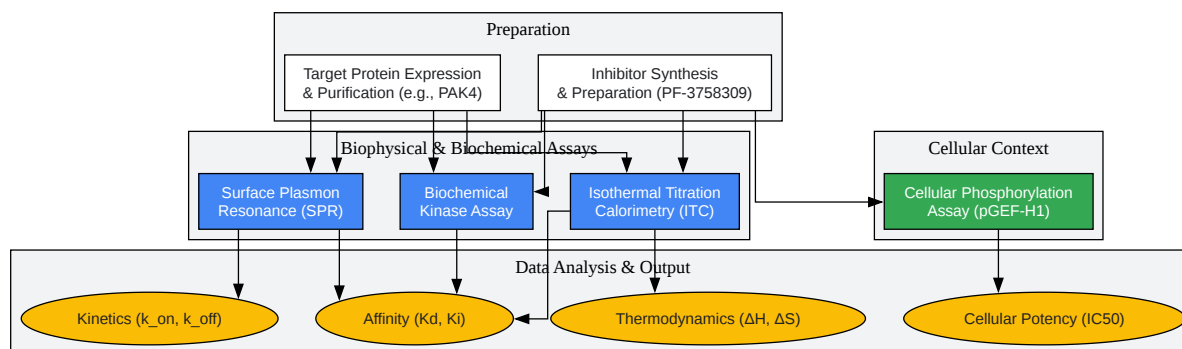 Preparation
Target Protein Expression
& Purification (e.g., PAK4)
Inhibitor Synthesis
& Preparation (PF-3758309)
Biophysical & Biochemical Assays
Cellular Context
Surface Plasmon
Resonance (SPR)
Biochemical
Kinase Assay
Isothermal Titration
Calorimetry (ITC)
Cellular Phosphorylation
Assay (pGEF-H1)
Data Analysis & Output
Kinetics (k_on, k_off)
Affinity (Kd, Ki)
Thermodynamics (ΔH, ΔS)
Cellular Potency (IC50)